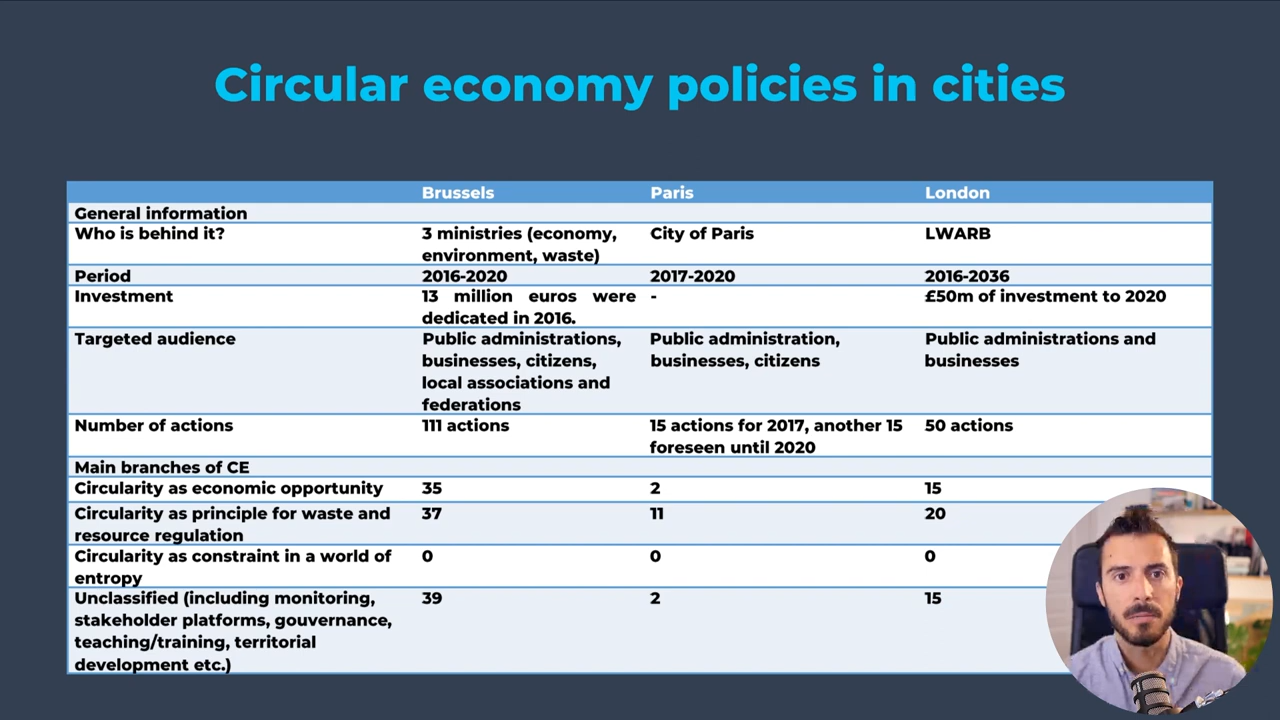 Circular economy policies in cities
Brussels Paris London
General information
Who is behind it? 3 ministries (economy, City of Paris LWARB
environment, waste)
Period 2016-2020 2017-2020 2016-2036
Investment 13 million euros were - £50m of investment to 2020
dedicated in 2016.
Targeted audience Public administrations, Public administration, Public administrations and
businesses, citizens, businesses, citizens businesses
local associations and
federations
Number of actions 111 actions 15 actions for 2017, another 15 50 actions
foreseen until 2020
Main branches of CE
Circularity as economic opportunity 35 2 15
Circularity as principle for waste and 37 11 20
resource regulation
Circularity as constraint in a world of 0 0 0
entropy
Unclassified (including monitoring, 39 2 15
stakeholder platforms, gouvernance,
teaching/training, territorial
development etc.)